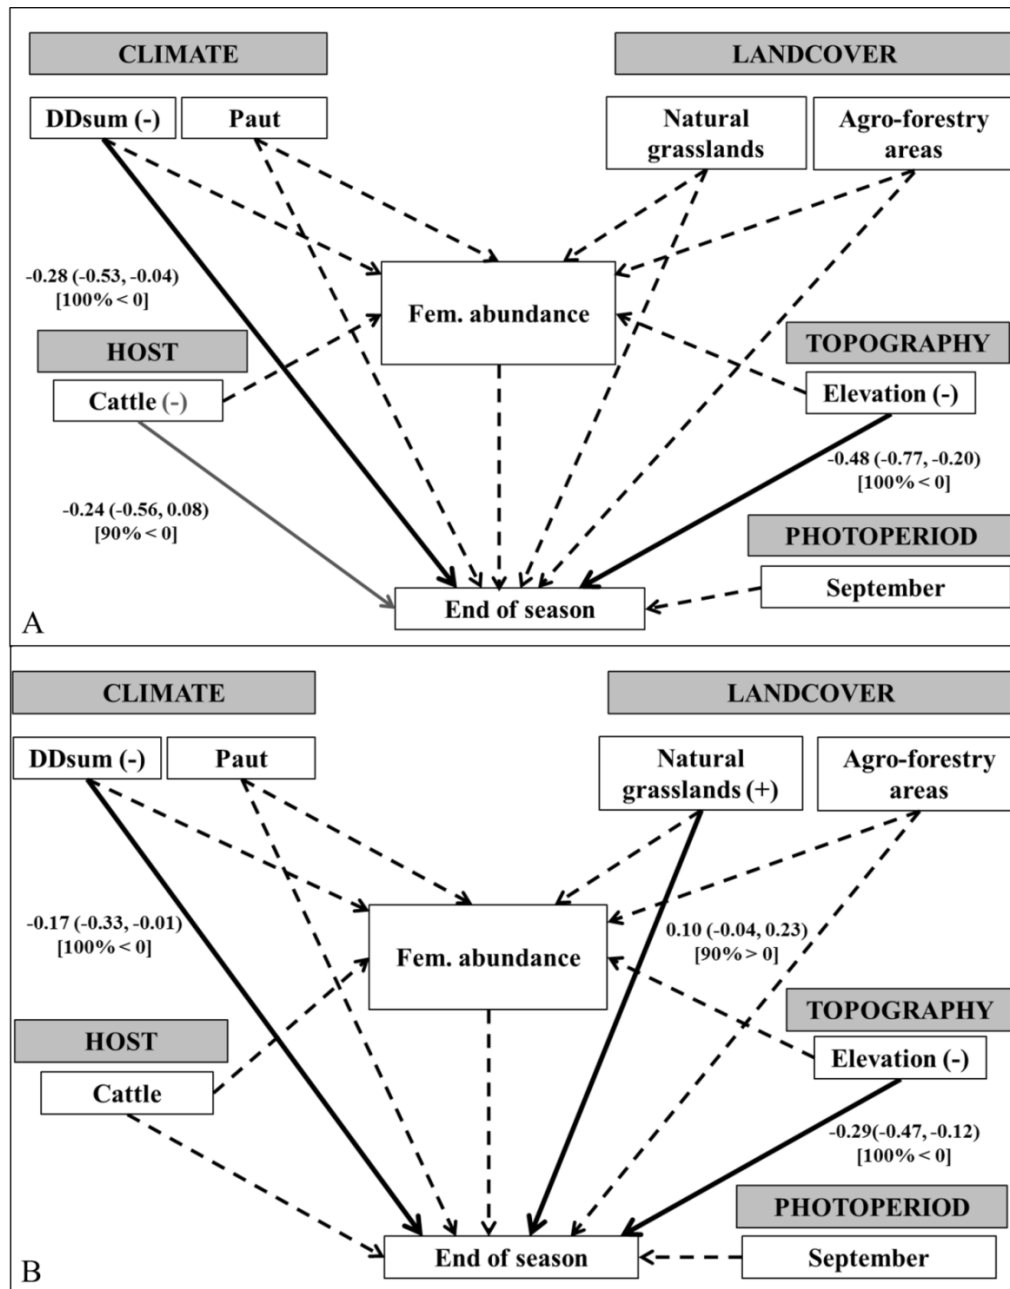 CLIMATE
LANDCOVER
DDsum (-)
Paut
Natural
grasslands
Agro-forestry
areas
-0.28 (-0.53, -0.04)
[100% < 0]
Fem. abundance
HOST
TOPOGRAPHY
Cattle (-)
Elevation (-)
-0.48 (-0.77, -0.20)
[100% < 0]
-0.24 (-0.56, 0.08)
[90% < 0]
PHOTOPERIOD
September
End of season
A
CLIMATE
LANDCOVER
DDsum (-)
Paut
Natural
grasslands (+)
Agro-forestry
areas
-0.17 (-0.33, -0.01)
[100% < 0]
0.10 (-0.04, 0.23)
[90% > 0]
Fem. abundance
TOPOGRAPHY
HOST
Elevation (-)
Cattle
-0.29(-0.47, -0.12)
[100% < 0]
PHOTOPERIOD
End of season
September
B